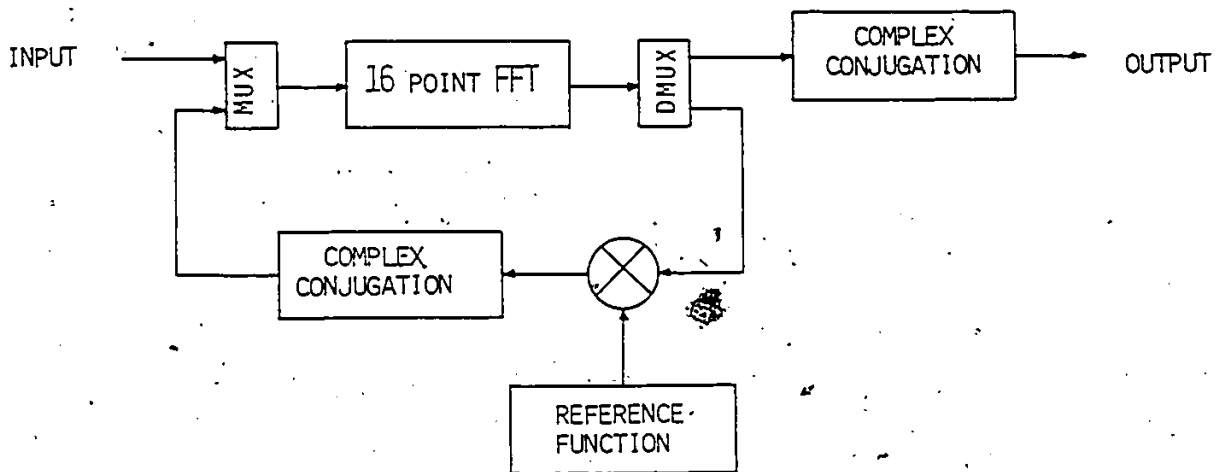 INPUT
MUX
16 POINT FFT
DMUX
COMPLEX
CONJUGATION
OUTPUT
COMPLEX
CONJUGATION
REFERENCE
FUNCTION